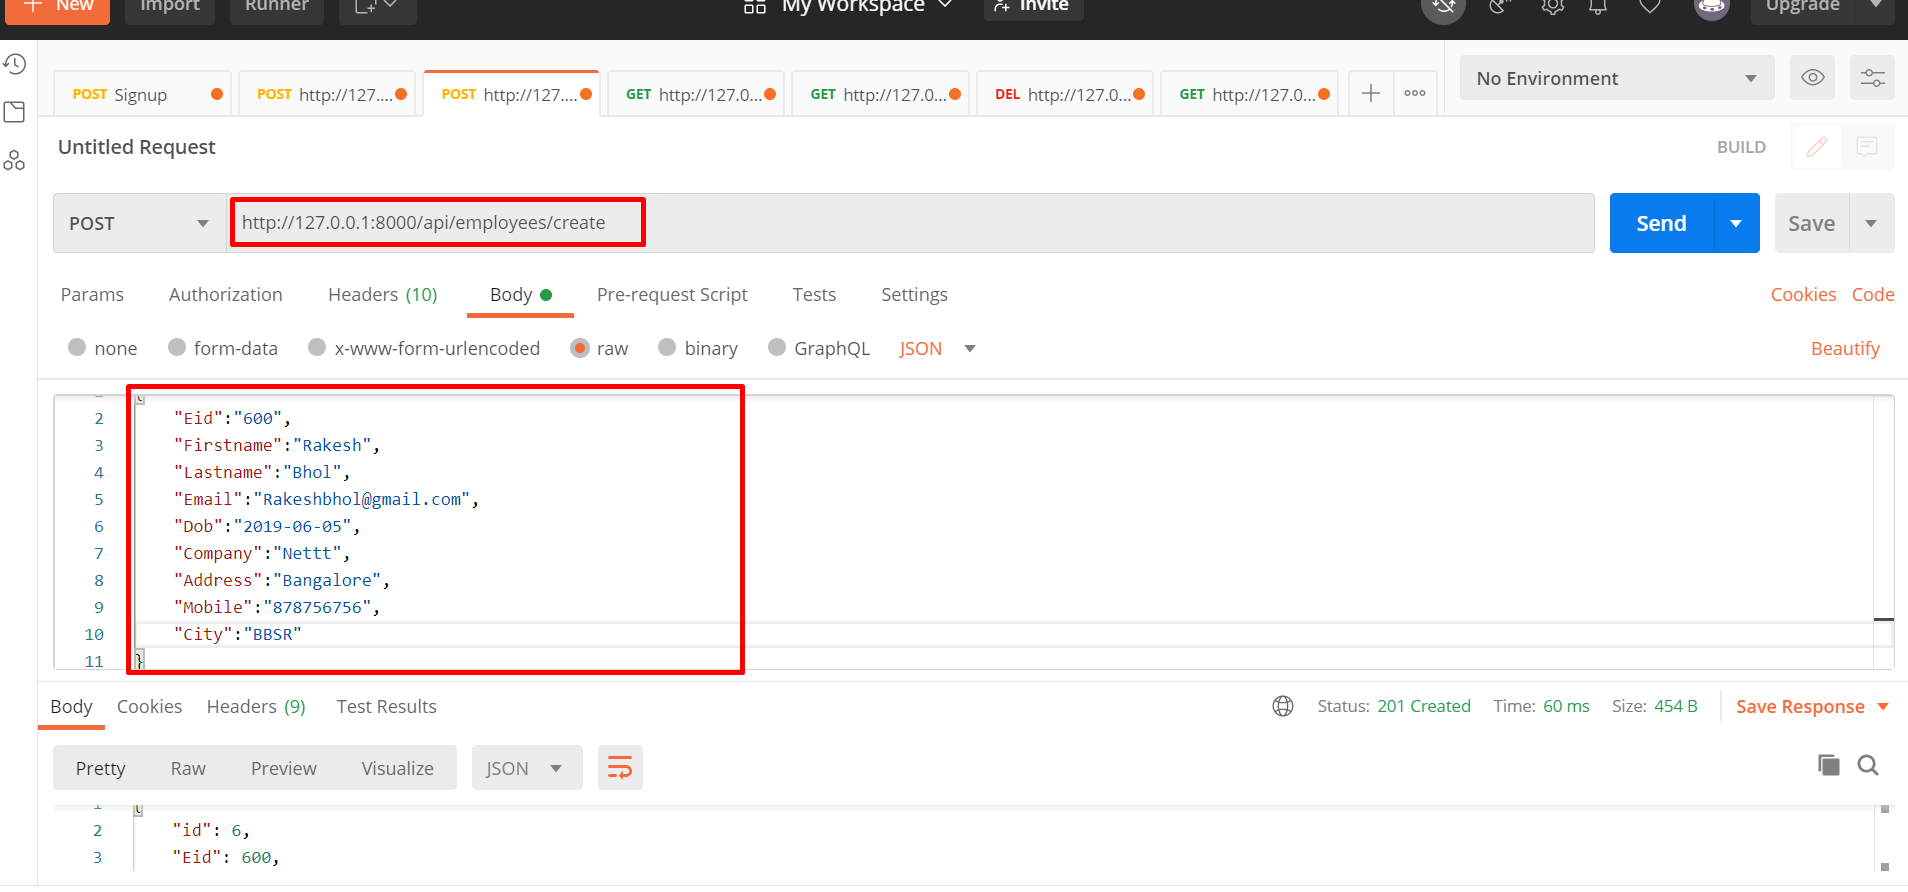 New Import Runner My Workspace Invite Upgrade
POST Signup POST http://127.... POST http://127.... GET http://127.0... GET http://127.0... DEL http://127.0... GET http://127.0... No Environment
Untitled Request BUILD
POST http://127.0.0.1:8000/api/employees/create Send Save
Params Authorization Headers (10) Body Pre-request Script Tests Settings Cookies Code
none form-data x-www-form-urlencoded raw binary GraphQL JSON Beautify
1 {
2 "Eid":"600",
3 "Firstname":"Rakesh",
4 "Lastname":"Bhol",
5 "Email":"Rakeshbhol@gmail.com",
6 "Dob":"2019-06-05",
7 "Company":"Nettt",
8 "Address":"Bangalore",
9 "Mobile":"878756756",
10 "City":"BBSR"
11 }
Body Cookies Headers (9) Test Results Status: 201 Created Time: 60 ms Size: 454 B Save Response
Pretty Raw Preview Visualize JSON
1 {
2 "id": 6,
3 "Eid": 600,